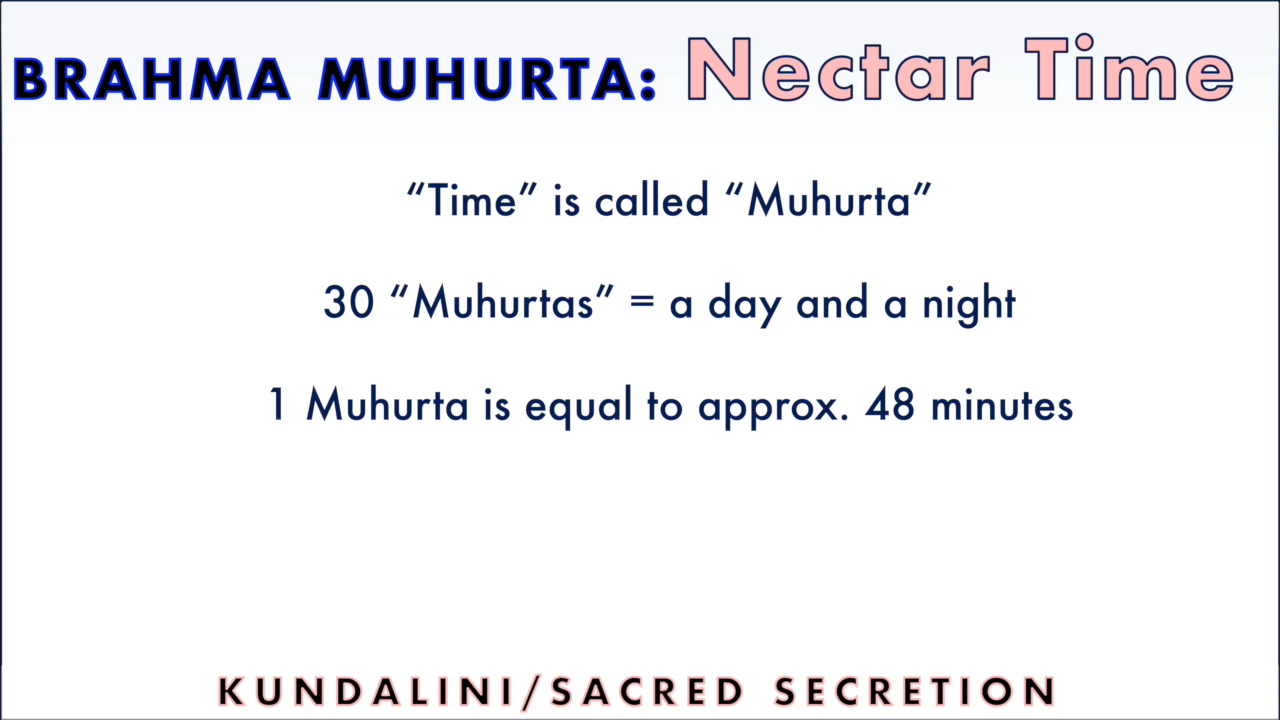 BRAHMA MUHURTA: Nectar Time
“Time” is called “Muhurta”
30 “Muhurtas” = a day and a night
1 Muhurta is equal to approx. 48 minutes
KUNDALINI/SACRED SECRETION